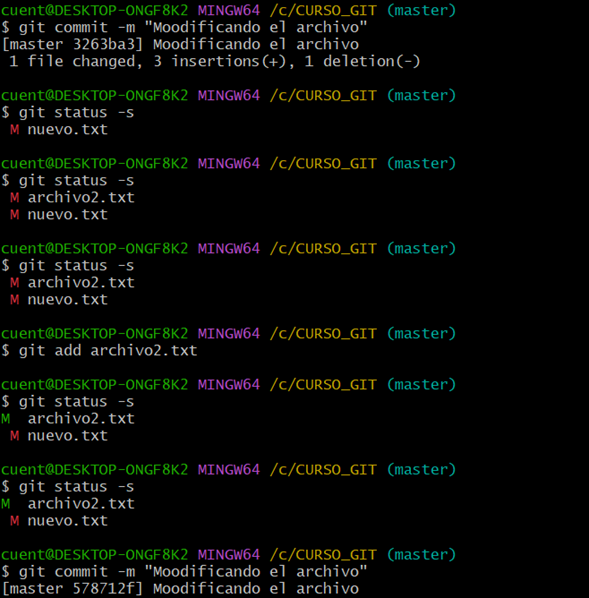 cuent@DESKTOP-ONGF8K2 MINGW64 /c/CURSO_GIT (master)
$ git commit -m "Moodificando el archivo"
[master 3263ba3] Moodificando el archivo
 1 file changed, 3 insertions(+), 1 deletion(-)

cuent@DESKTOP-ONGF8K2 MINGW64 /c/CURSO_GIT (master)
$ git status -s
 M nuevo.txt

cuent@DESKTOP-ONGF8K2 MINGW64 /c/CURSO_GIT (master)
$ git status -s
 M archivo2.txt
 M nuevo.txt

cuent@DESKTOP-ONGF8K2 MINGW64 /c/CURSO_GIT (master)
$ git status -s
 M archivo2.txt
 M nuevo.txt

cuent@DESKTOP-ONGF8K2 MINGW64 /c/CURSO_GIT (master)
$ git add archivo2.txt

cuent@DESKTOP-ONGF8K2 MINGW64 /c/CURSO_GIT (master)
$ git status -s
M  archivo2.txt
 M nuevo.txt

cuent@DESKTOP-ONGF8K2 MINGW64 /c/CURSO_GIT (master)
$ git status -s
M  archivo2.txt
 M nuevo.txt

cuent@DESKTOP-ONGF8K2 MINGW64 /c/CURSO_GIT (master)
$ git commit -m "Moodificando el archivo"
[master 578712f] Moodificando el archivo